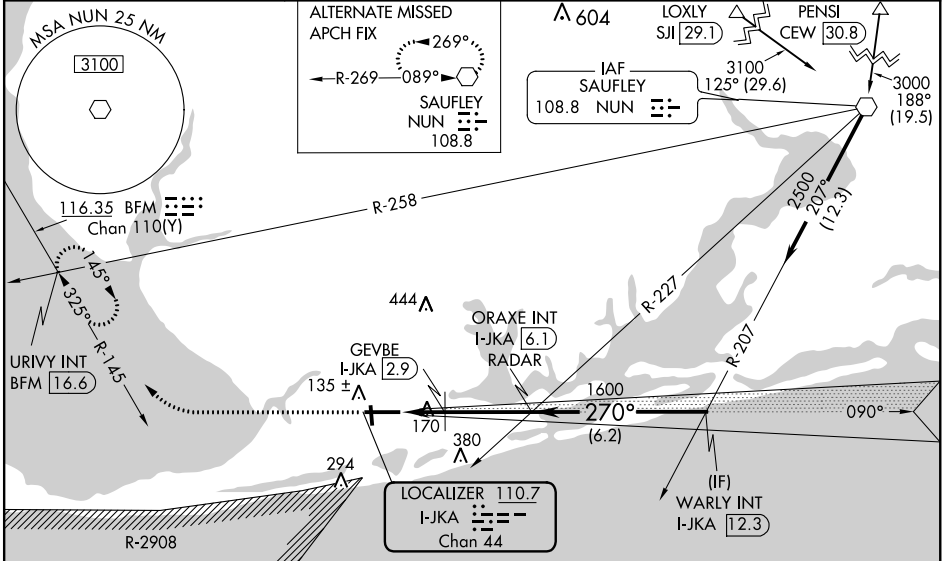 MSA NUN 25 NM
3100
116.35 BFM
Chan 110(Y)
ALTERNATE MISSED
APCH FIX
269°
R-269
089°
SAUFLEY
NUN
108.8
604
LOXLY
SJI 29.1
3100
125° (29.6)
PENSI
CEW 30.8
3000
188°
(19.5)
IAF
SAUFLEY
108.8 NUN
R-258
2500
207°
(12.3)
R-227
R-207
145°
325°
R-145
URIVY INT
BFM 16.6
444
ORAXE INT
I-JKA 6.1
RADAR
GEVBE
I-JKA 2.9
135 ±
1600
270°
(6.2)
090°
170
380
294
(IF)
WARLY INT
I-JKA 12.3
LOCALIZER 110.7
I-JKA
Chan 44
R-2908